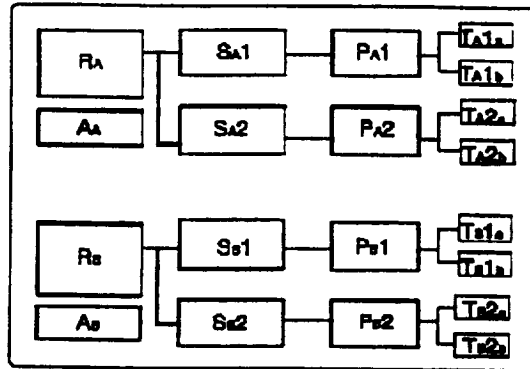 RA SA1 PA1 TA1a
TA1b
AA SA2 PA2 TA2a
TA2b
RB SB1 PB1 TB1a
TB1b
AB SB2 PB2 TB2a
TB2b